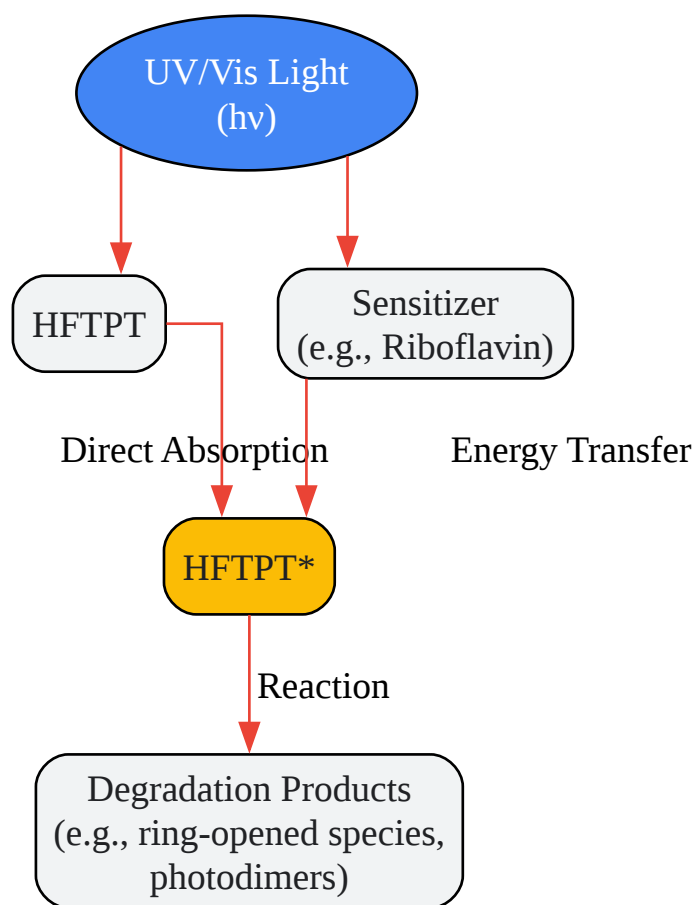 UV/Vis Light
(hν)
HFTPT
Sensitizer
(e.g., Riboflavin)
Direct Absorption
Energy Transfer
HFTPT*
Reaction
Degradation Products
(e.g., ring-opened species,
photodimers)